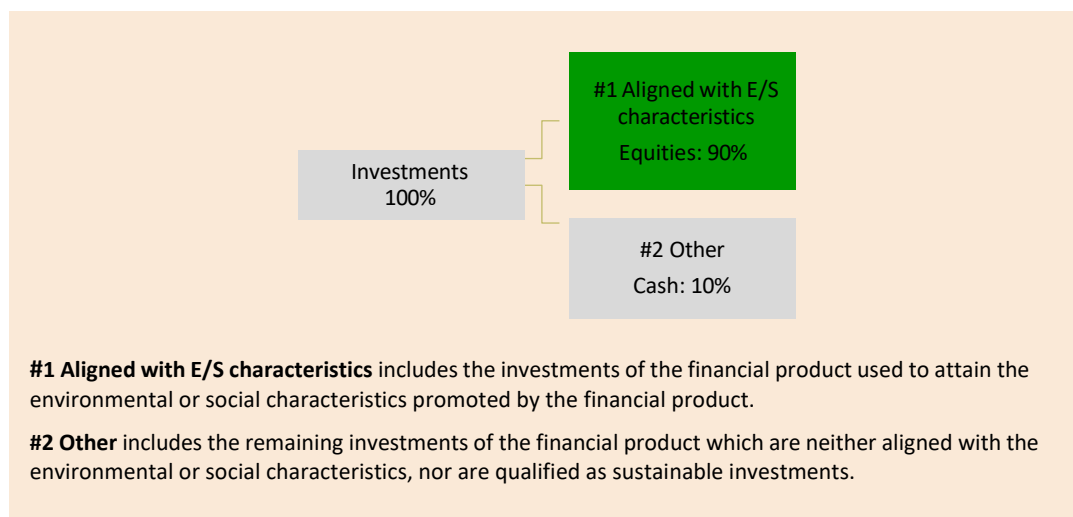 #1 Aligned with E/S
characteristics
Equities: 90%
Investments
100%
#2 Other
Cash: 10%
#1 Aligned with E/S characteristics includes the investments of the financial product used to attain the
environmental or social characteristics promoted by the financial product.
#2 Other includes the remaining investments of the financial product which are neither aligned with the
environmental or social characteristics, nor are qualified as sustainable investments.